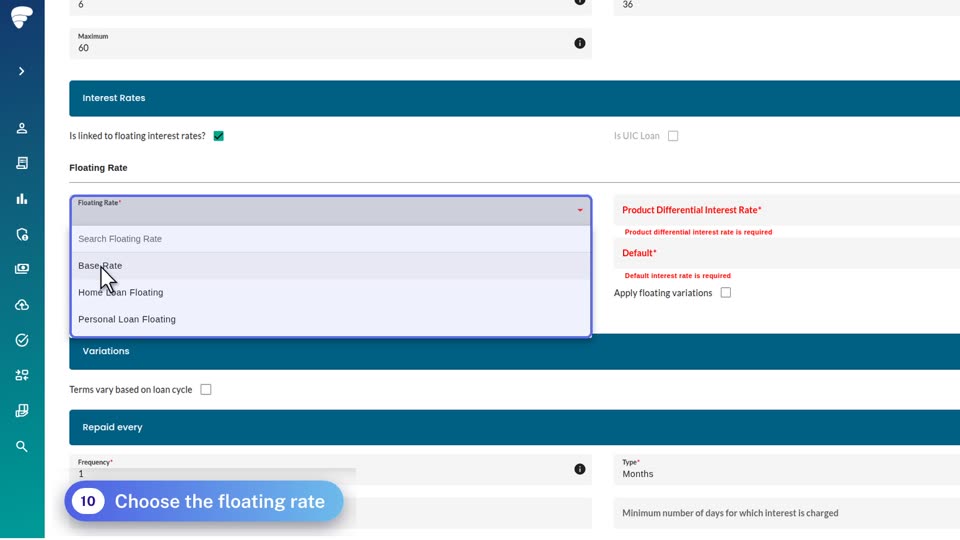 6
36
Maximum
60
Interest Rates
Is linked to floating interest rates?
Is UIC Loan
Floating Rate
Floating Rate*
Product Differential Interest Rate*
Product differential interest rate is required
Search Floating Rate
Default*
Base Rate
Default interest rate is required
Home Loan Floating
Apply floating variations
Personal Loan Floating
Variations
Terms vary based on loan cycle
Repaid every
Frequency*
1
Type*
Months
10 Choose the floating rate
Minimum number of days for which interest is charged